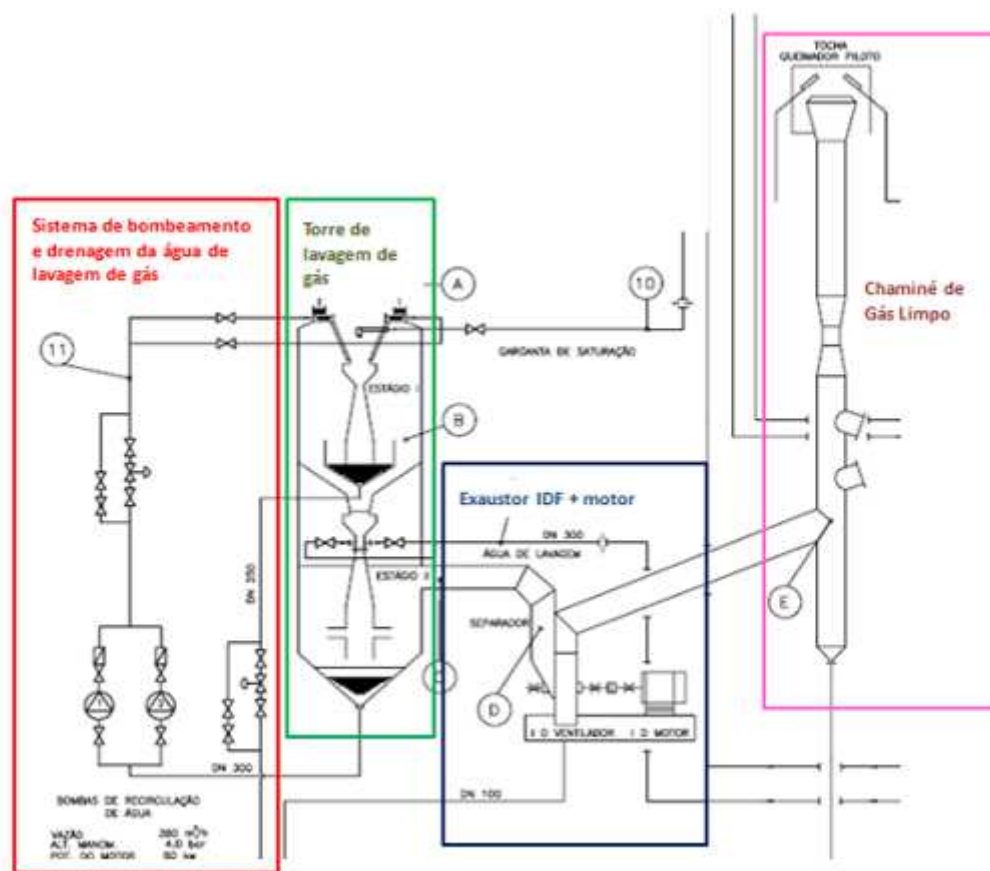 TOCHA
QUEIMADOR PILOTO
Sistema de bombeamento
e drenagem da água de
lavagem de gás
Torre de
lavagem de
gás
A
10
Chaminé de
Gás Limpo
11
GARGANTA DE SATURAÇÃO
ESTÁGIO I
B
Exaustor IDF + motor
DN 300
ÁGUA DE LAVAGEM
DN 250
ESTÁGIO II
E
SEPARADOR
D
1
2
VENTILADOR
I D MOTOR
DN 300
DN 100
BOMBAS DE RECIRCULAÇÃO
DE ÁGUA
VAZÃO
ALT. MANOM. 4,0 bar
POT. DO MOTOR